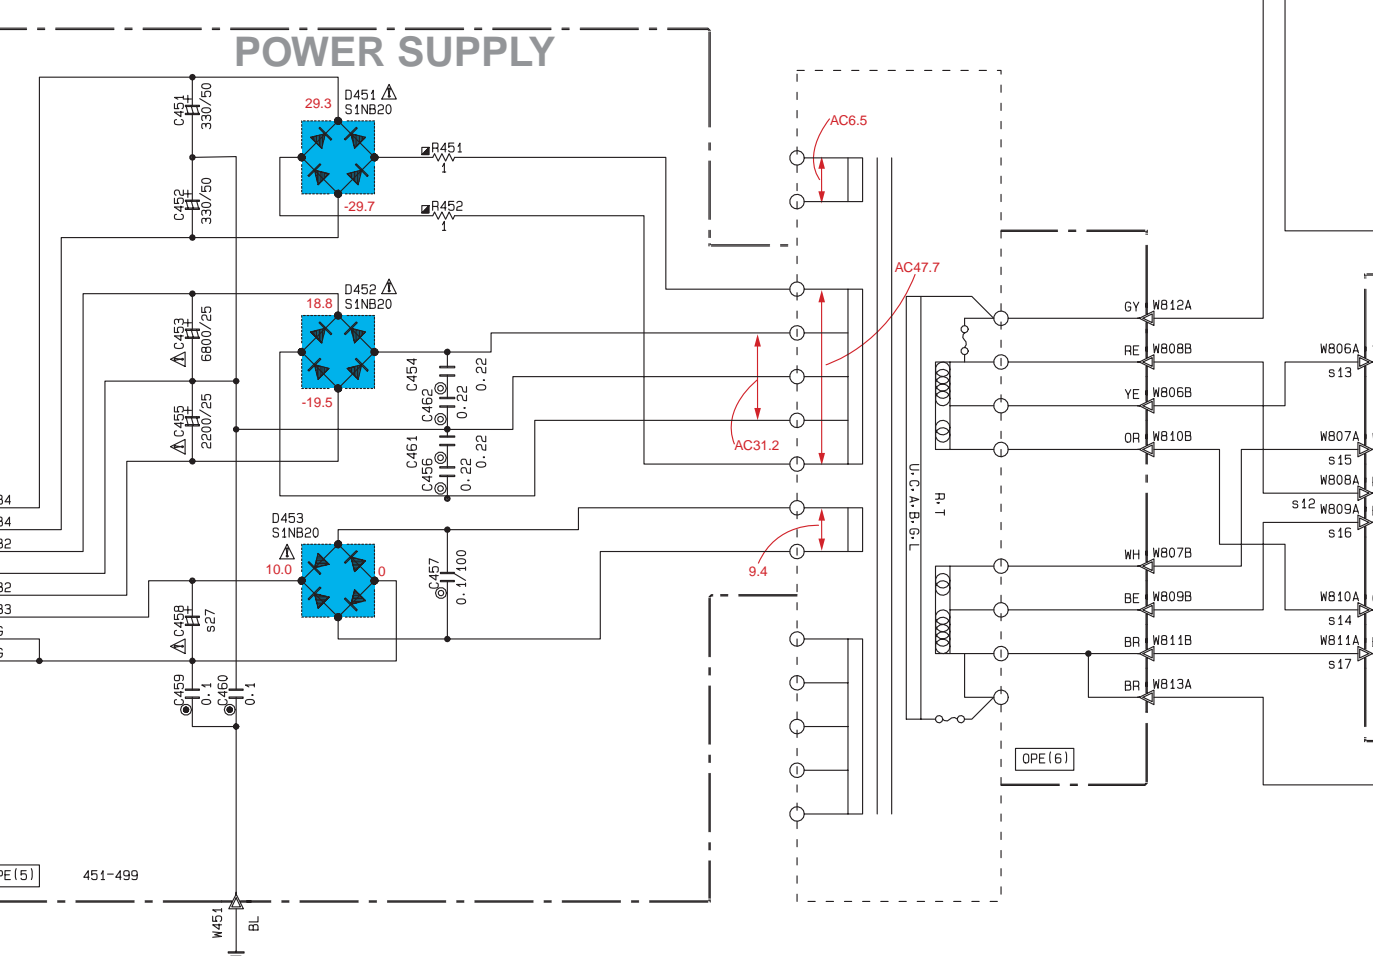 POWER SUPPLY
C451
330/50
29.3
D451
S1NB20
-29.7
R451
1
R452
1
C452
330/50
AC6.5
AC47.7
AC31.2
9.4
18.8
D452
S1NB20
-19.5
C453
6800/25
C455
2200/25
C454
0.22
C462
0.22
C461
0.22
C456
0.22
D453
S1NB20
10.0
0
C457
0.1/100
C458
s27
C459
0.1
C460
0.1
U.C.A.B.G.L
R.T
GY W812A
RE W808B
YE W806B
OR W810B
WH W807B
BE W809B
BR W811B
BR W813A
OPE(6)
W806A
s13
W807A
s15
W808A
s12
W809A
s16
W810A
s14
W811A
s17
PE(5)
451-499
W451
BL